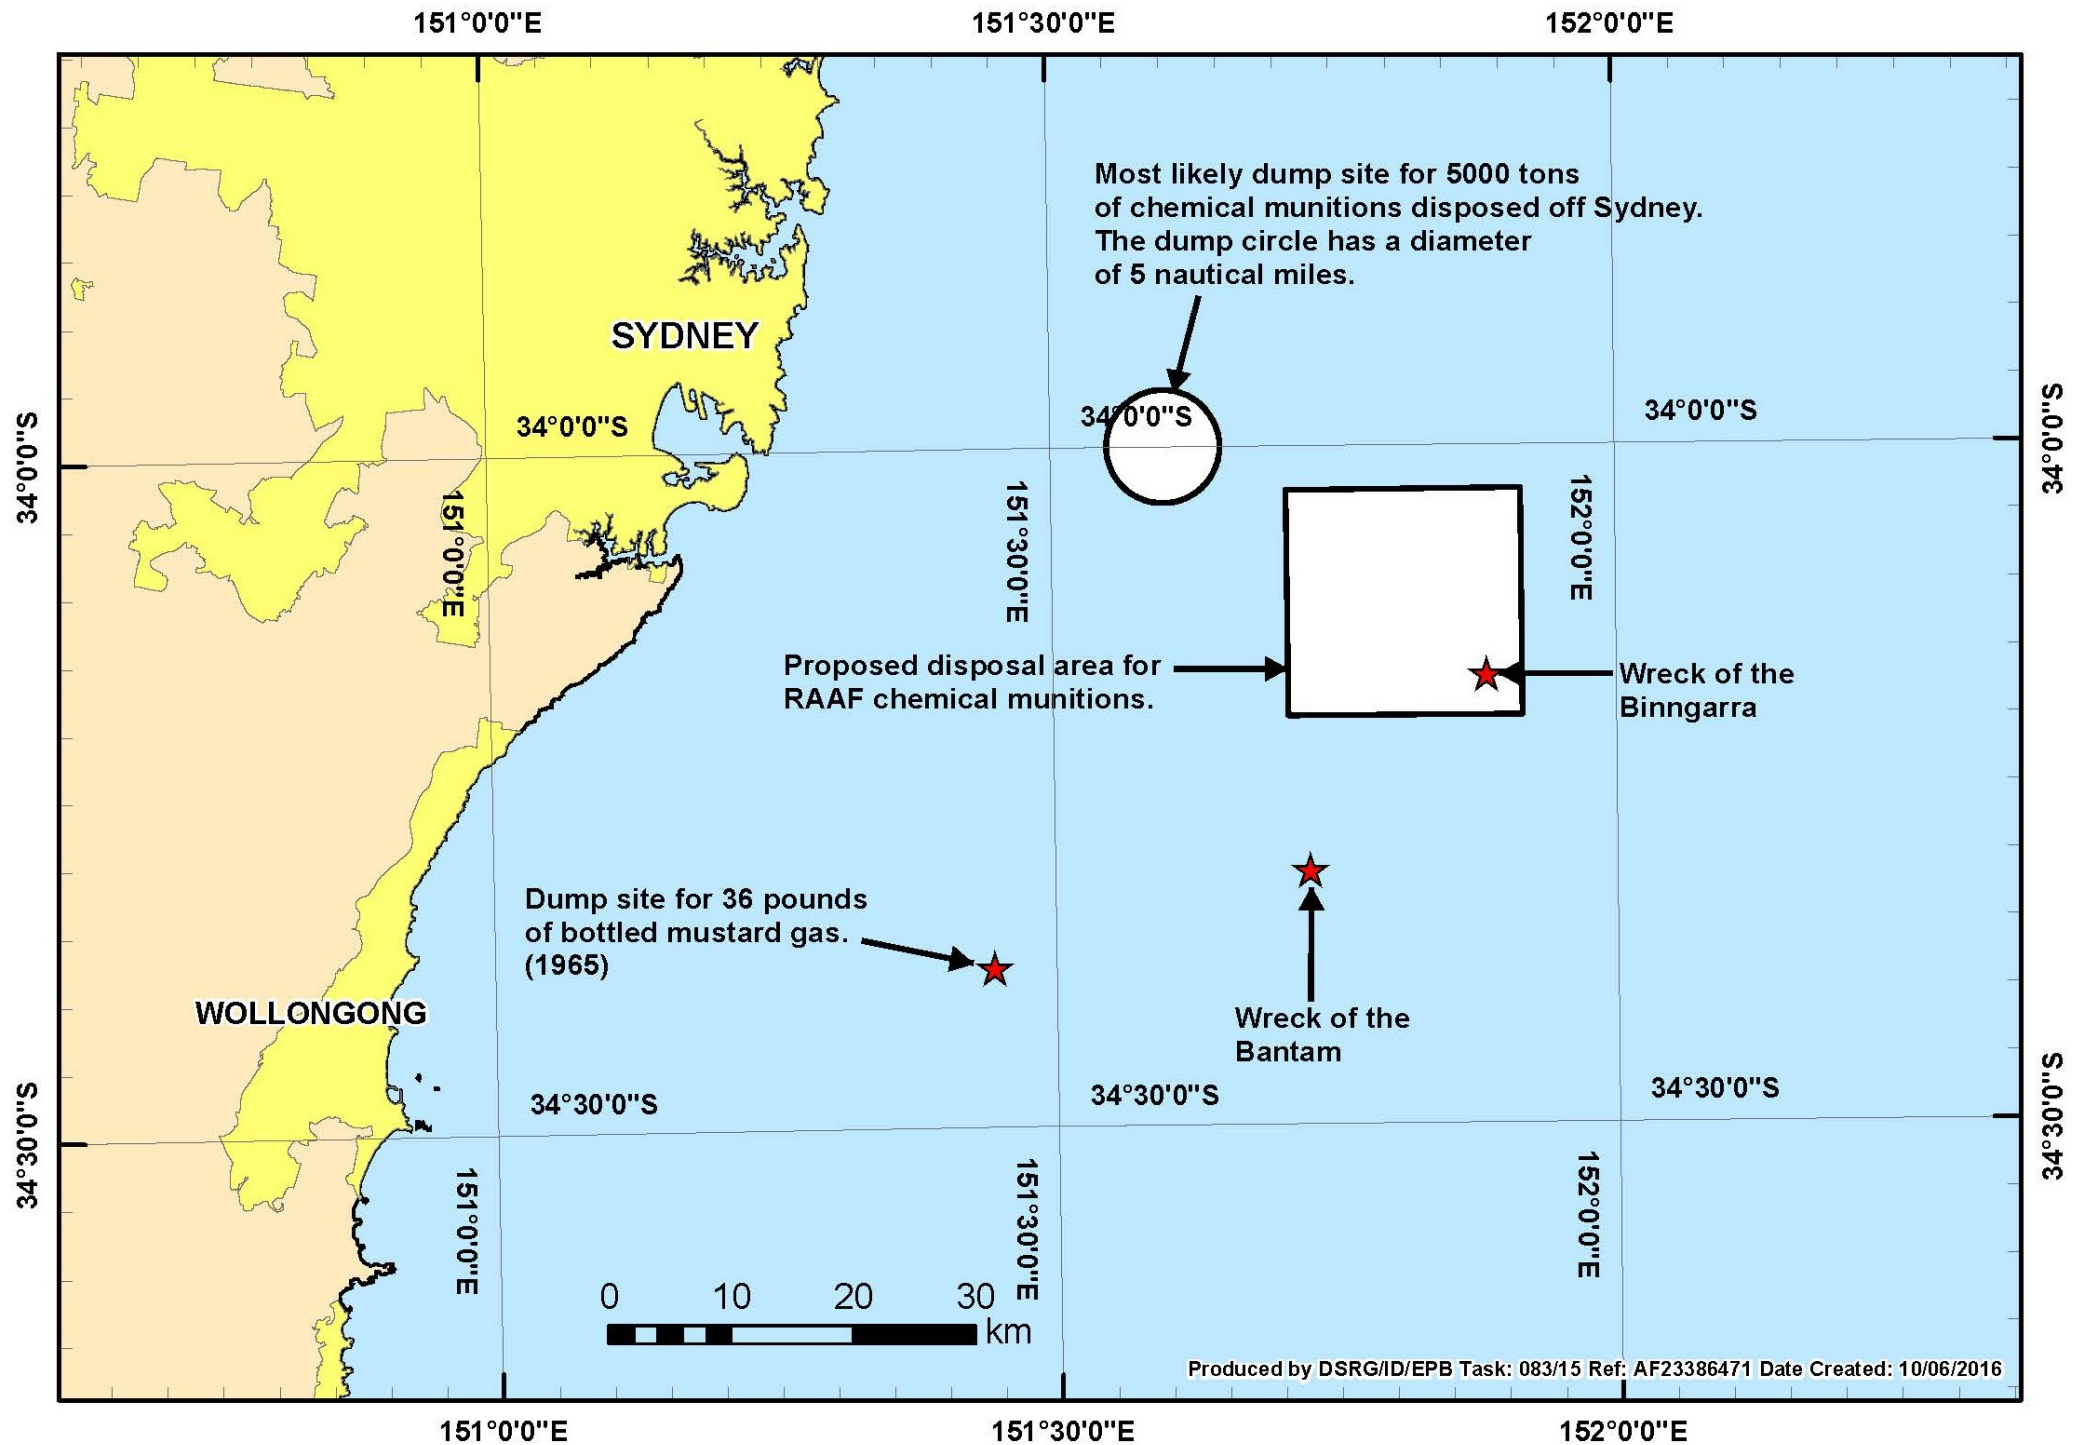 151°0'0"E
151°30'0"E
152°0'0"E
Most likely dump site for 5000 tons
of chemical munitions disposed off Sydney.
The dump circle has a diameter
of 5 nautical miles.
SYDNEY
34°0'0"S
34°0'0"S
34°0'0"S
34°0'0"S
34°0'0"S
151°0'0"E
151°30'0"E
152°0'0"E
Proposed disposal area for
RAAF chemical munitions.
Wreck of the
Binngarra
Dump site for 36 pounds
of bottled mustard gas.
(1965)
WOLLONGONG
Wreck of the
Bantam
34°30'0"S
34°30'0"S
34°30'0"S
34°30'0"S
34°30'0"S
151°0'0"E
151°30'0"E
152°0'0"E
0 10 20 30
km
Produced by DSRG/ID/EPB Task: 083/15 Ref: AF23386471 Date Created: 10/06/2016
151°0'0"E
151°30'0"E
152°0'0"E